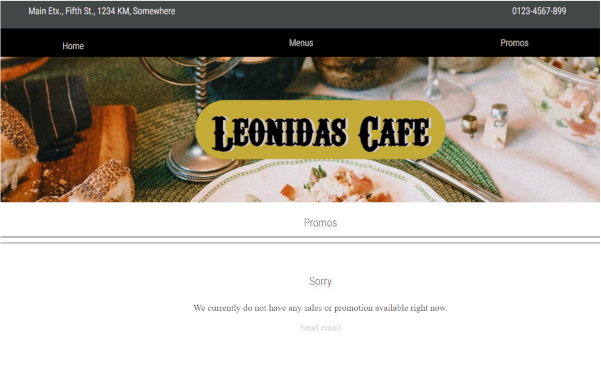 Main Etx., Fifth St., 1234 KM, Somewhere 0123-4567-899
Home Menus Promos
Leonidas Cafe
Promos
Sorry
We currently do not have any sales or promotion available right now.
Send email